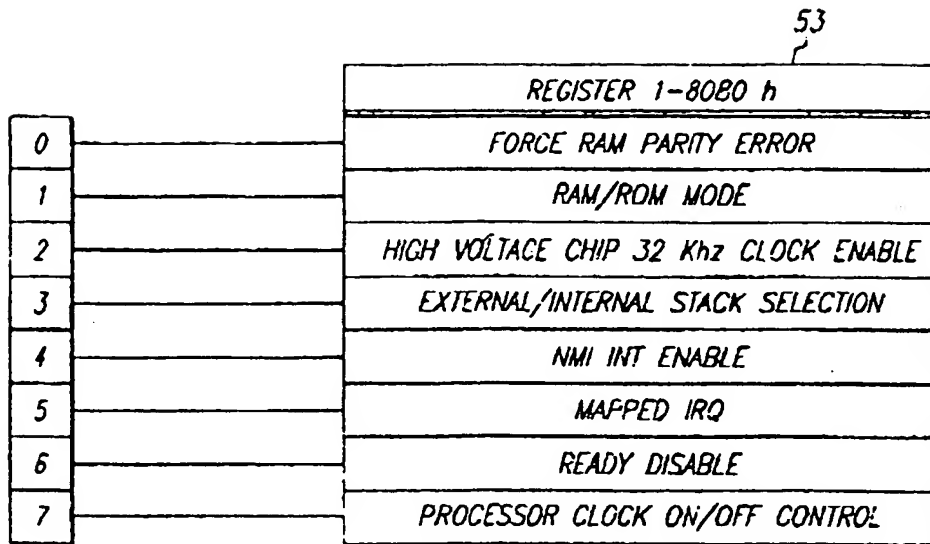 53
REGISTER 1-8080 h
0 FORCE RAM PARITY ERROR
1 RAM/ROM MODE
2 HIGH VOLTACE CHIP 32 Khz CLOCK ENABLE
3 EXTERNAL/INTERNAL STACK SELECTION
4 NMI INT ENABLE
5 MAPPED IRQ
6 READY DISABLE
7 PROCESSOR CLOCK ON/OFF CONTROL